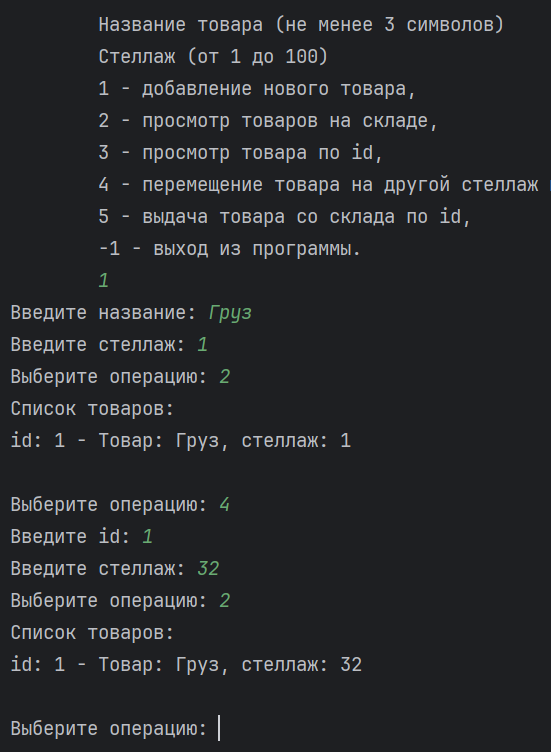 Название товара (не менее 3 символов)
Стеллаж (от 1 до 100)
1 - добавление нового товара,
2 - просмотр товаров на складе,
3 - просмотр товара по id,
4 - перемещение товара на другой стеллаж
5 - выдача товара со склада по id,
-1 - выход из программы.
1
Введите название: Груз
Введите стеллаж: 1
Выберите операцию: 2
Список товаров:
id: 1 - Товар: Груз, стеллаж: 1
Выберите операцию: 4
Введите id: 1
Введите стеллаж: 32
Выберите операцию: 2
Список товаров:
id: 1 - Товар: Груз, стеллаж: 32
Выберите операцию: